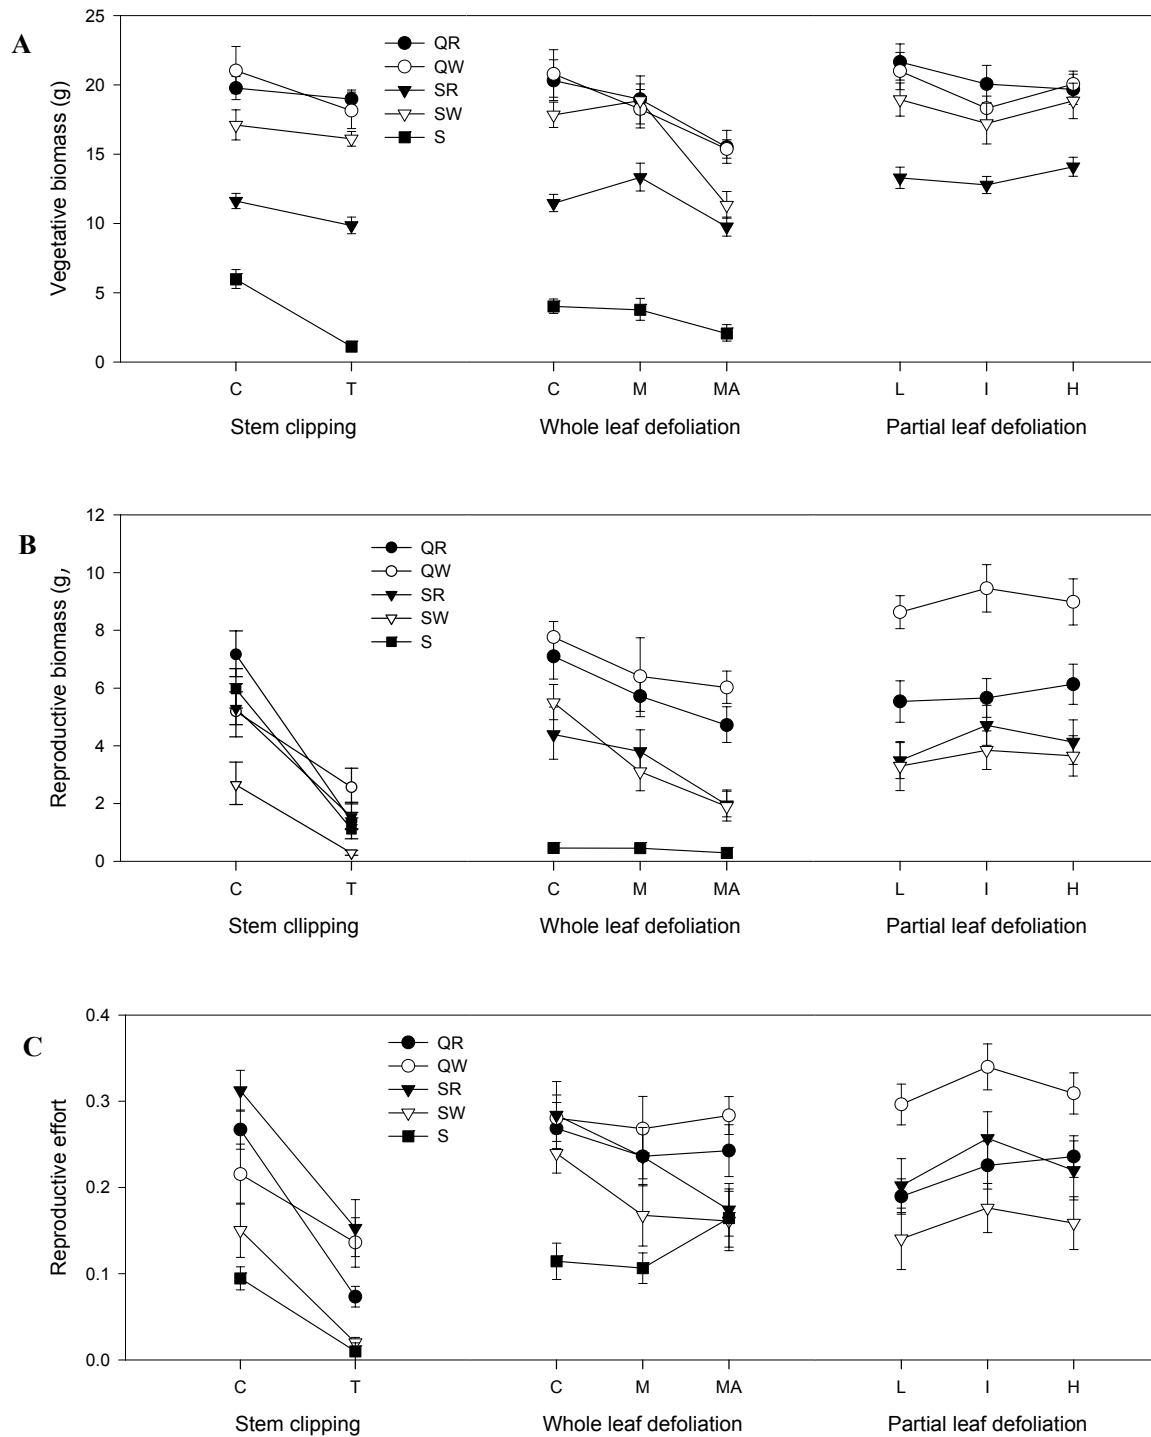 A
Vegetative biomass (g)
25
20
15
10
5
0
QR
QW
SR
SW
S
C T C M MA L I H
Stem clipping Whole leaf defoliation Partial leaf defoliation
B
Reproductive biomass (g,
12
10
8
6
4
2
0
QR
QW
SR
SW
S
C T C M MA L I H
Stem cllipping Whole leaf defoliation Partial leaf defoliation
C
Reproductive effort
0.4
0.3
0.2
0.1
0.0
QR
QW
SR
SW
S
C T C M MA L I H
Stem clipping Whole leaf defoliation Partial leaf defoliation